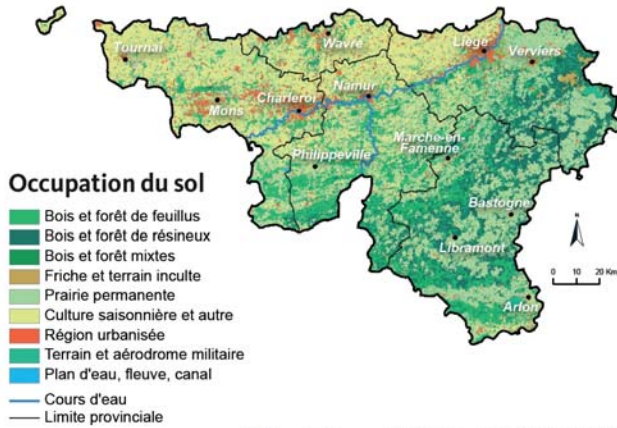 Tournai
Wavre
Liège
Verviers
Mons
Charleroi
Namur
Philippeville
Marche-en-
Famenne
Bastogne
Libramont
Arlon
0 10 20 Km
Occupation du sol
Bois et forêt de feuillus
Bois et forêt de résineux
Bois et forêt mixtes
Friche et terrain inculte
Prairie permanente
Culture saisonnière et autre
Région urbanisée
Terrain et aérodrome militaire
Plan d'eau, fleuve, canal
Cours d'eau
Limite provinciale